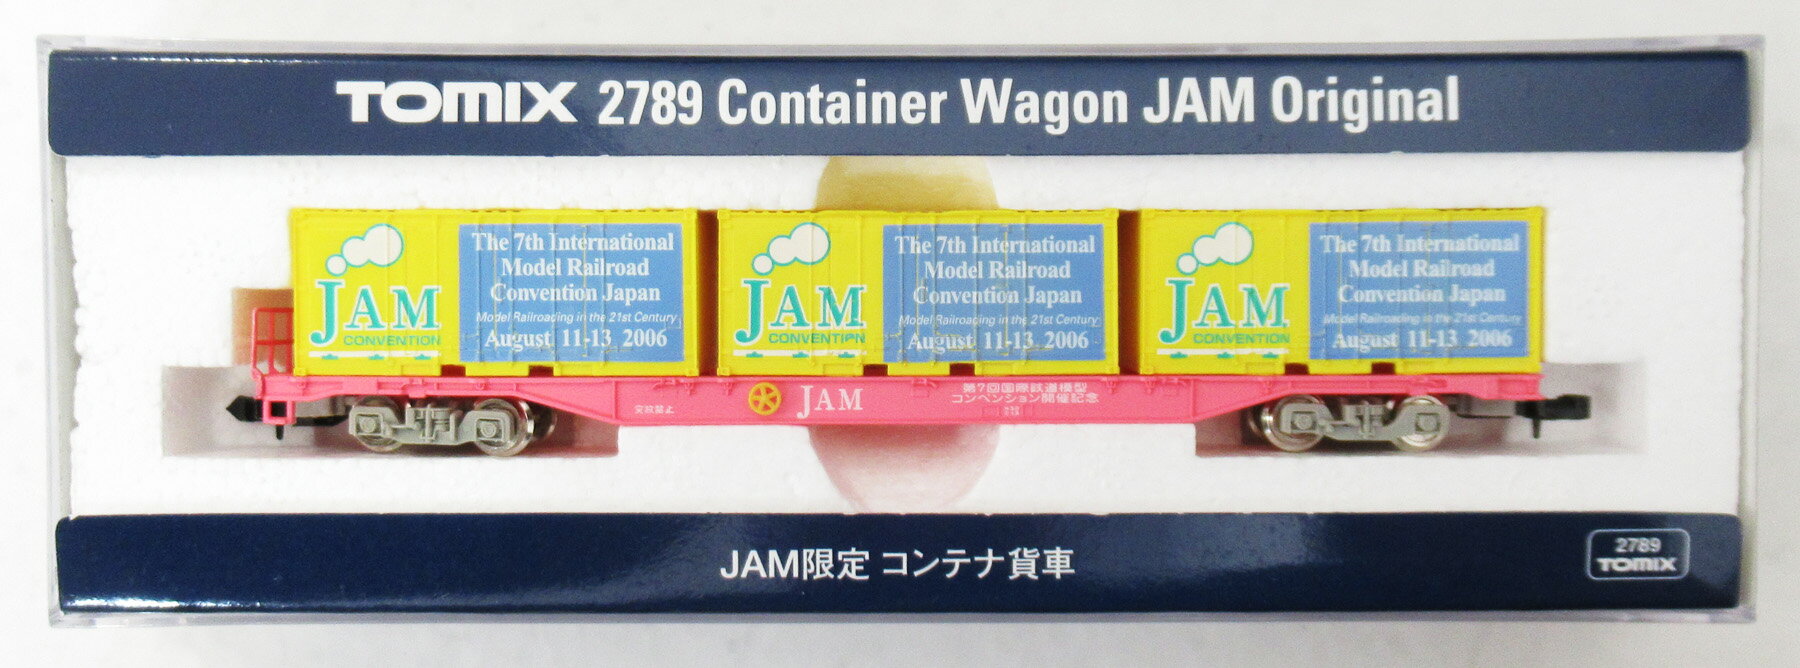 TOMIX 2789 Container Wagon JAM Original
JAM
CONVENTION
The 7th International
Model Railroad
Convention Japan
Model Railroading in the 21st Century
August 11-13 2006
JAM
CONVENTION
The 7th International
Model Railroad
Convention Japan
Model Railroading in the 21st Century
August 11-13 2006
JAM
CONVENTION
The 7th International
Model Railroad
Convention Japan
Model Railroading in the 21st Century
August 11-13 2006
突放禁止
JAM
第7回国際鉄道模型
コンベンション開催記念
JAM限定 コンテナ貨車
2789
TOMIX